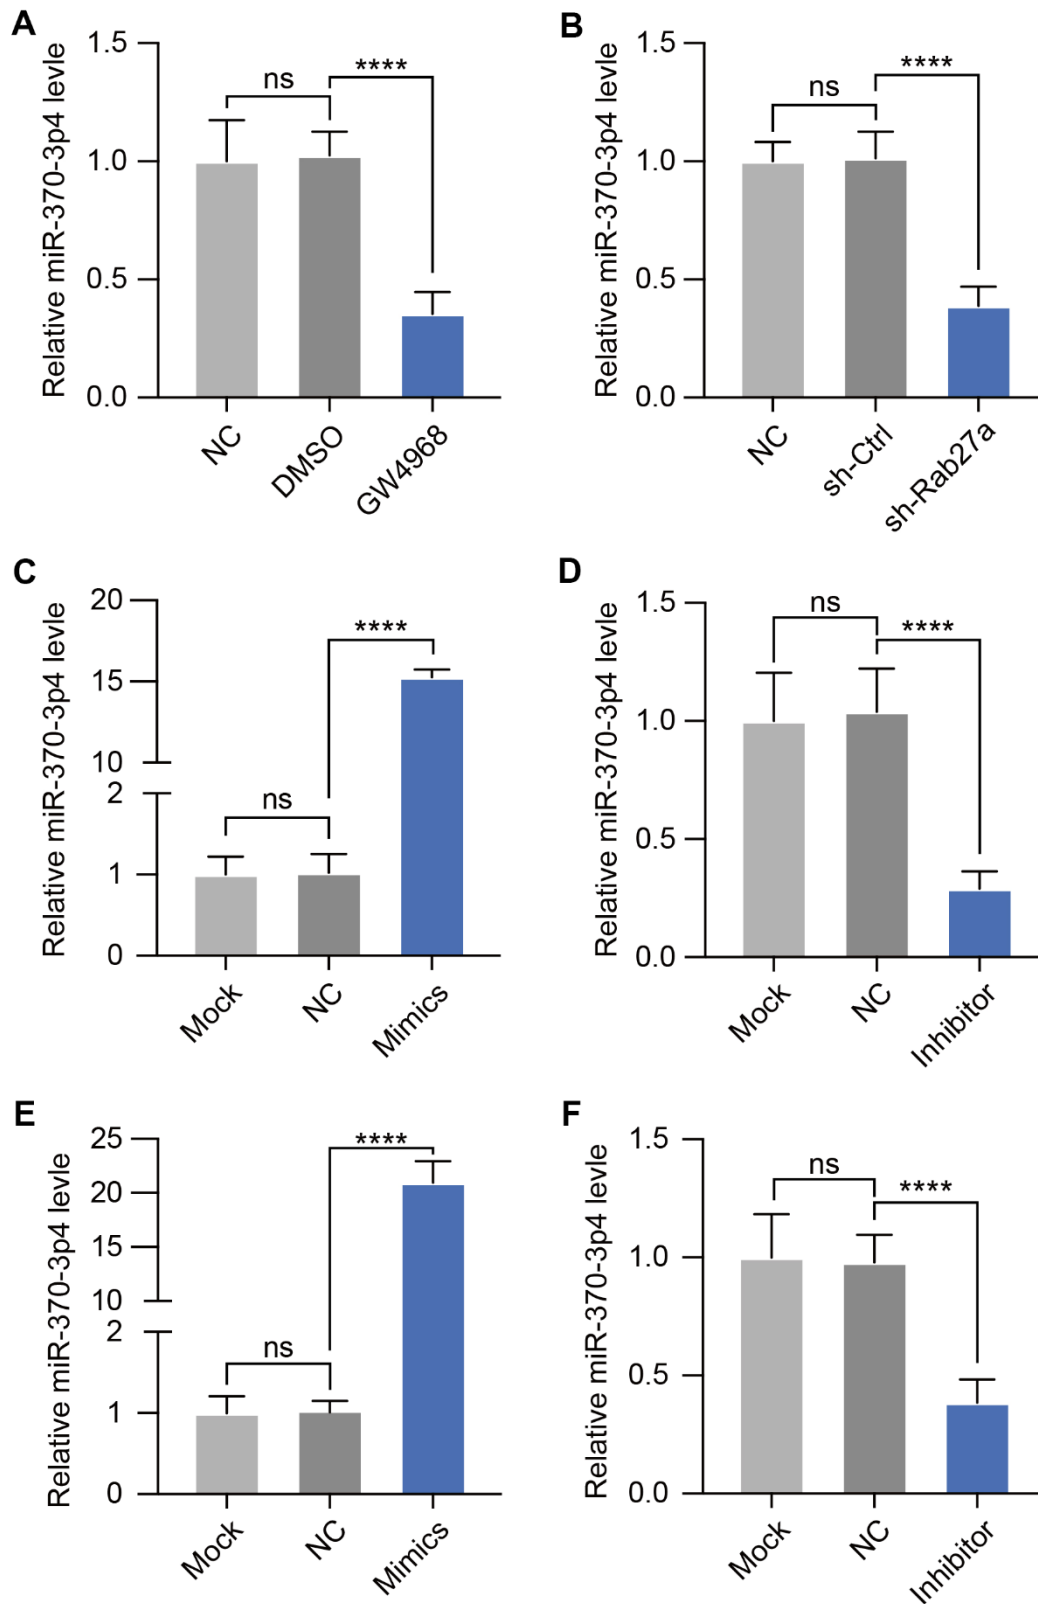 A
Relative miR-370-3p4 levle
1.5
1.0
0.5
0.0
ns
****
NC
DMSO
GW4968
B
Relative miR-370-3p4 levle
1.5
1.0
0.5
0.0
ns
****
NC
sh-Ctrl
sh-Rab27a
C
Relative miR-370-3p4 levle
20
15
10
2
1
0
ns
****
Mock
NC
Mimics
D
Relative miR-370-3p4 levle
1.5
1.0
0.5
0.0
ns
****
Mock
NC
Inhibitor
E
Relative miR-370-3p4 levle
25
20
15
10
2
1
0
ns
****
Mock
NC
Mimics
F
Relative miR-370-3p4 levle
1.5
1.0
0.5
0.0
ns
****
Mock
NC
Inhibitor